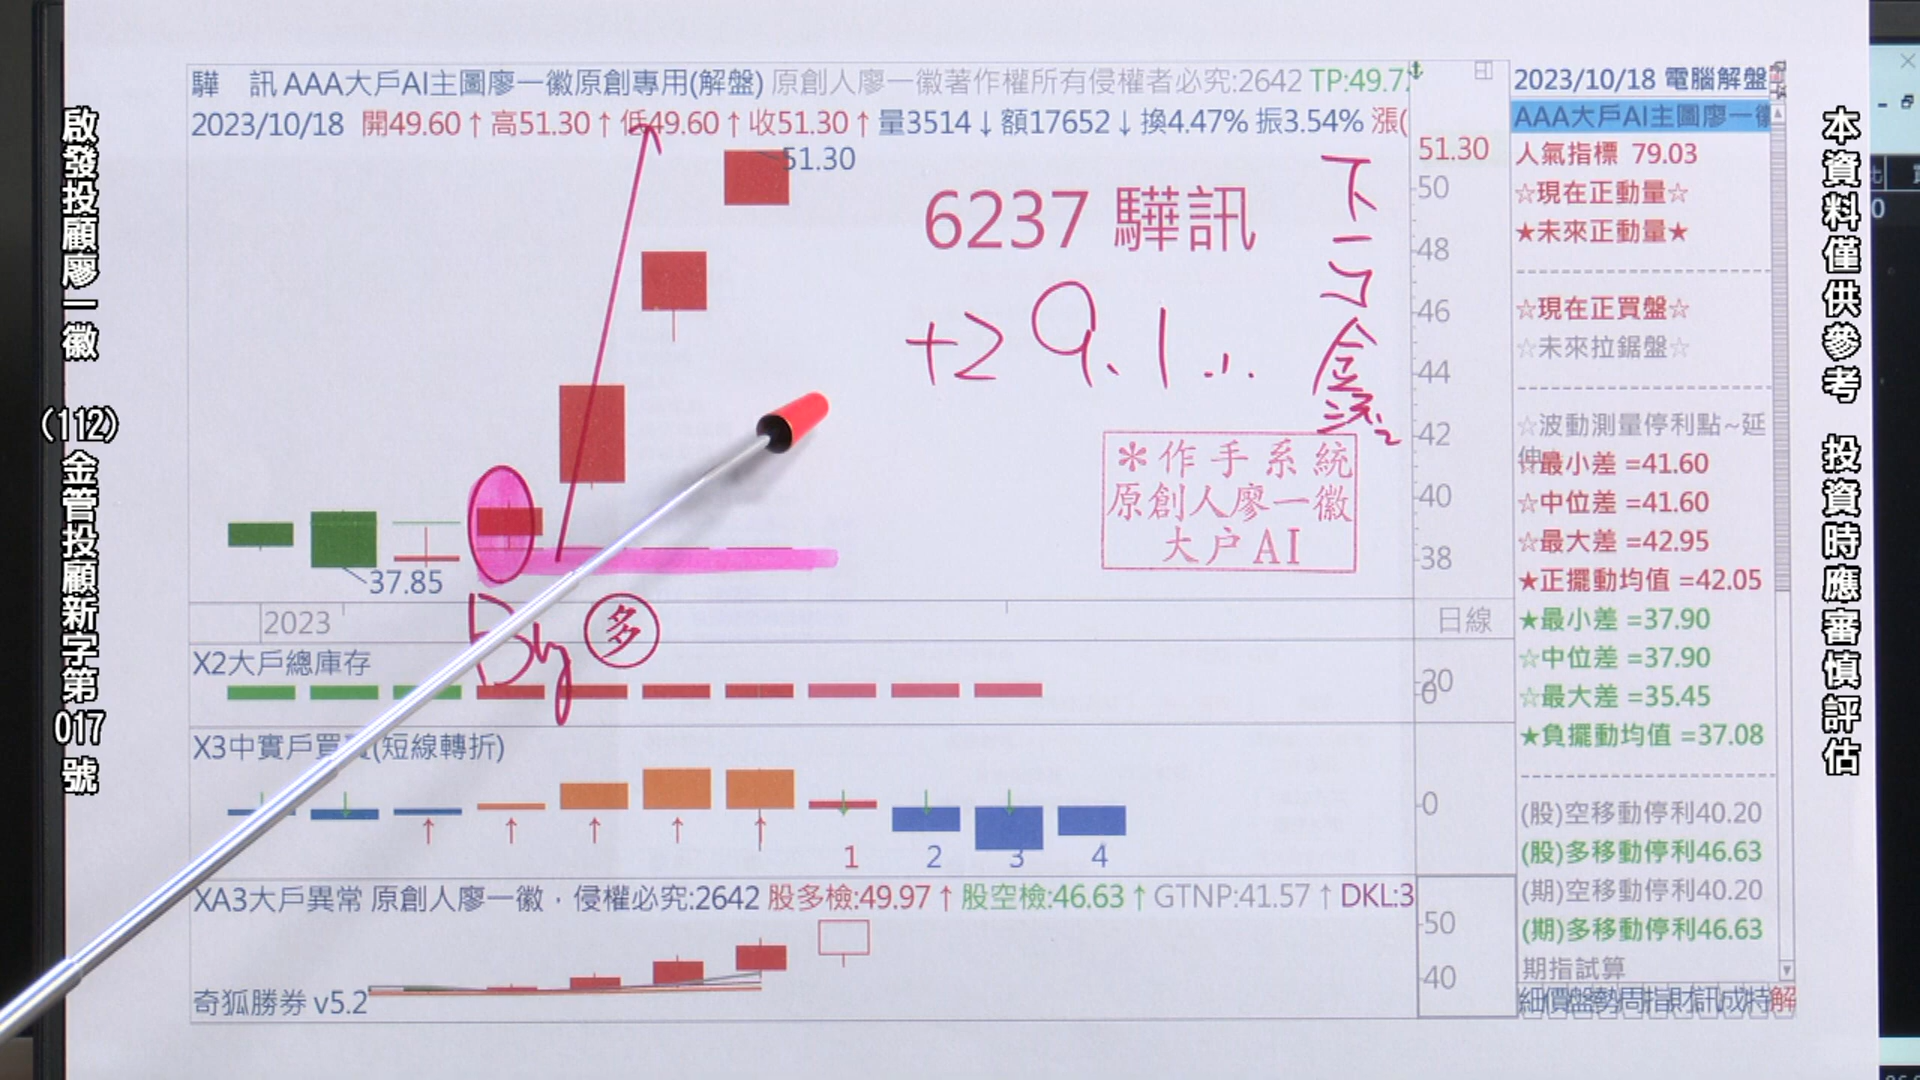 啟發投顧廖一徽 (112)金管投顧新字第017號
驊 訊 AAA大戶AI主圖廖一徽原創專用(解盤) 原創人廖一徽著作權所有侵權者必究:2642 TP:49.7
2023/10/18 開49.60↑ 高51.30↑ 低49.60↑ 收51.30↑ 量3514↓ 額17652↓ 換4.47% 振3.54% 漲(
51.30
6237 驊訊
+29.1
下一
金流
Buy
多
37.85
*作手系統
原創人廖一徽
大户AI
51.30
50
48
46
44
42
40
38
2023
日線
X2大戶總庫存
20
0
X3中實戶買賣(短線轉折)
0
1 2 3 4
XA3大戶異常 原創人廖一徽,侵權必究:2642 股多檢:49.97↑ 股空檢:46.63↑ GTNP:41.57↑ DKL:3
50
40
奇狐勝券 v5.2
2023/10/18 電腦解盤
AAA大戶AI主圖廖一徽
人氣指標 79.03
☆現在正動量☆
★未來正動量★
☆現在正買盤☆
☆未來拉鋸盤☆
☆波動測量停利點~延
伸
☆最小差 =41.60
☆中位差 =41.60
☆最大差 =42.95
★正擺動均值 =42.05
★最小差 =37.90
☆中位差 =37.90
☆最大差 =35.45
★負擺動均值 =37.08
(股)空移動停利40.20
(股)多移動停利46.63
(期)空移動停利40.20
(期)多移動停利46.63
期指試算
細價盤勢周指財訊成特解
本資料僅供參考 投資時應審慎評估